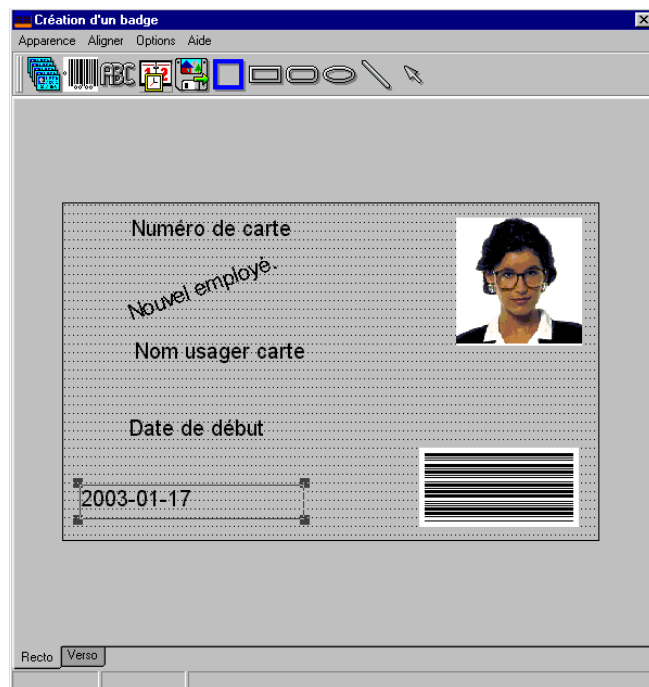 Création d'un badge
Apparence Aligner Options Aide
ABC
Numéro de carte
Nouvel employé.
Nom usager carte
Date de début
2003-01-17
Recto Verso